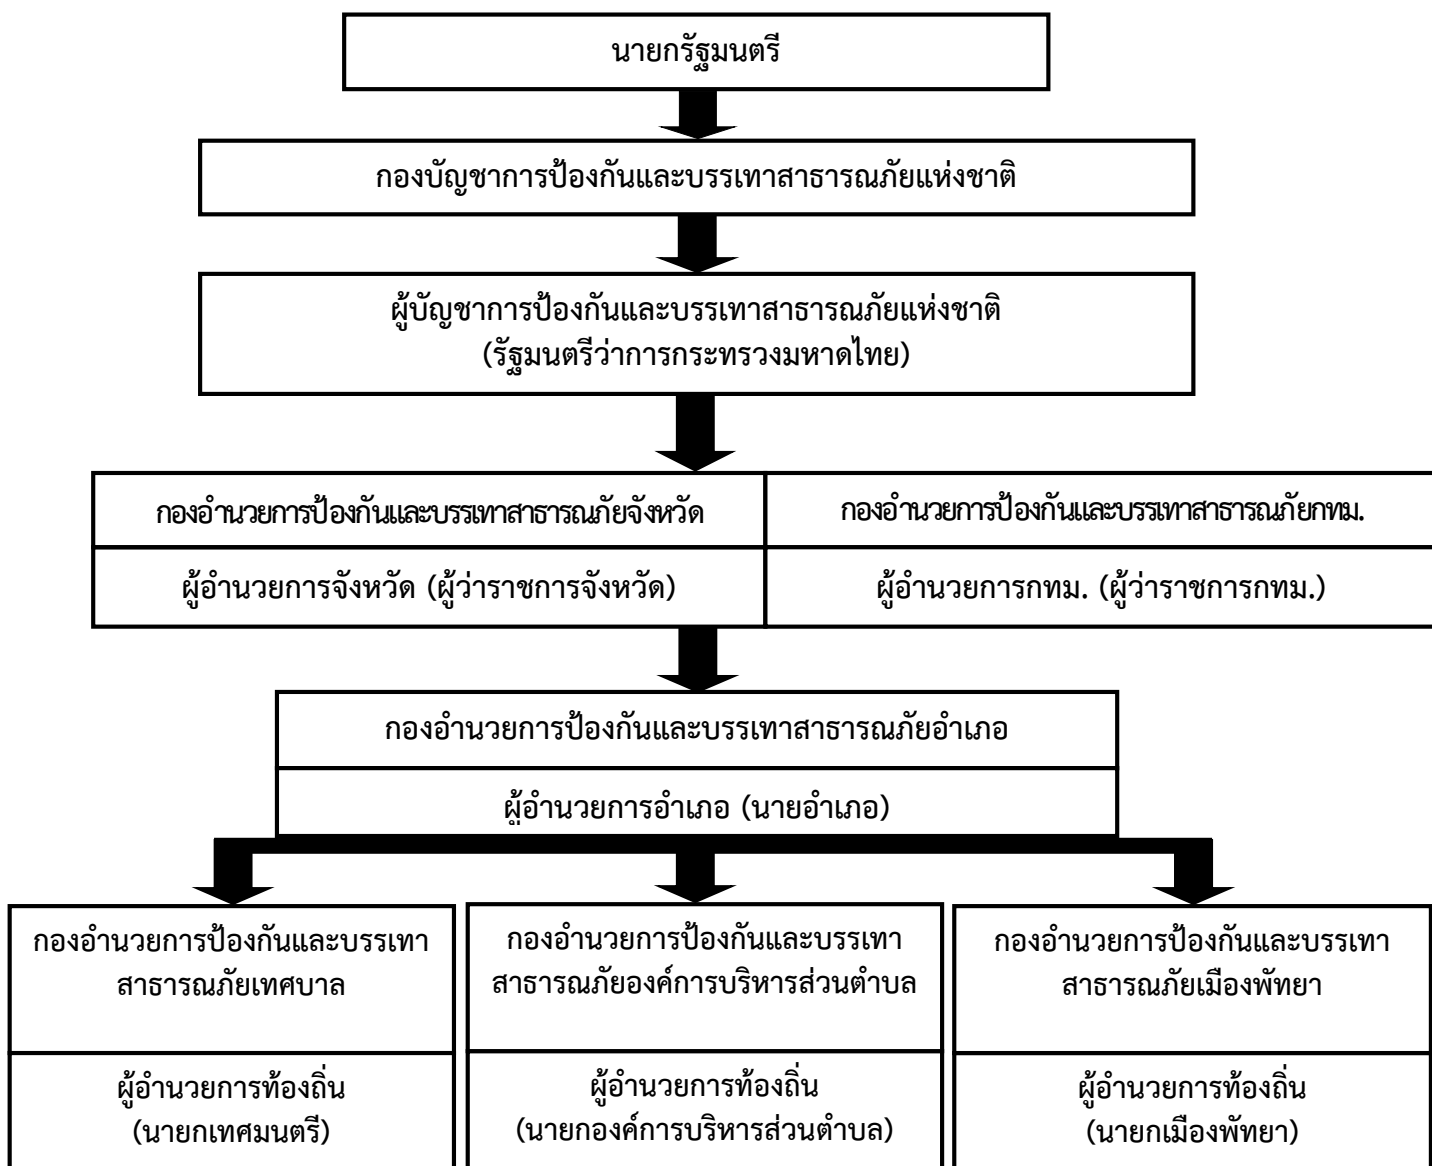 นายกรัฐมนตรี
กองบัญชาการป้องกันและบรรเทาสาธารณภัยแห่งชาติ
ผู้บัญชาการป้องกันและบรรเทาสาธารณภัยแห่งชาติ
(รัฐมนตรีว่าการกระทรวงมหาดไทย)
กองอำนวยการป้องกันและบรรเทาสาธารณภัยจังหวัด
กองอำนวยการป้องกันและบรรเทาสาธารณภัยกทม.
ผู้อำนวยการจังหวัด (ผู้ว่าราชการจังหวัด)
ผู้อำนวยการกทม. (ผู้ว่าราชการกทม.)
กองอำนวยการป้องกันและบรรเทาสาธารณภัยอำเภอ
ผู้อำนวยการอำเภอ (นายอำเภอ)
กองอำนวยการป้องกันและบรรเทา
สาธารณภัยเทศบาล
ผู้อำนวยการท้องถิ่น
(นายกเทศมนตรี)
กองอำนวยการป้องกันและบรรเทา
สาธารณภัยองค์การบริหารส่วนตำบล
ผู้อำนวยการท้องถิ่น
(นายกองค์การบริหารส่วนตำบล)
กองอำนวยการป้องกันและบรรเทา
สาธารณภัยเมืองพัทยา
ผู้อำนวยการท้องถิ่น
(นายกเมืองพัทยา)